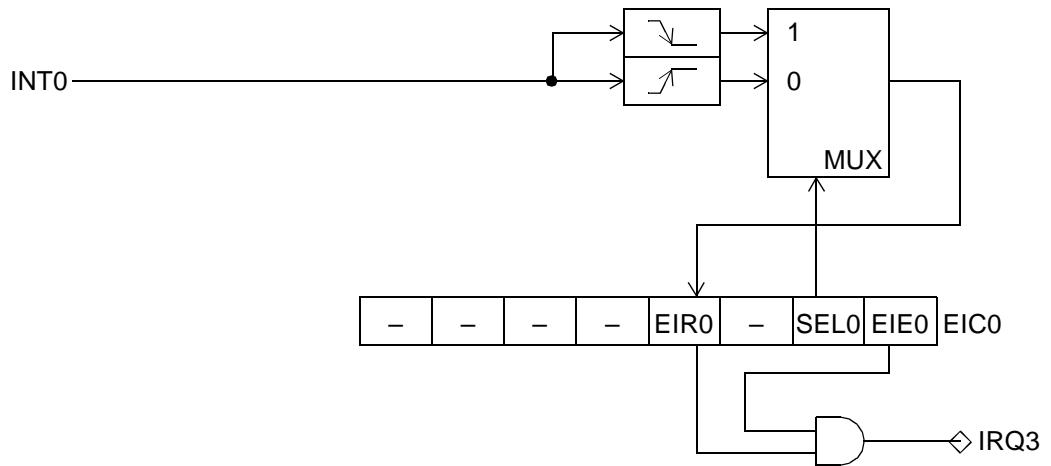 1
INT0
0
MUX
– – – – EIR0 – SEL0 EIE0 EIC0
IRQ3